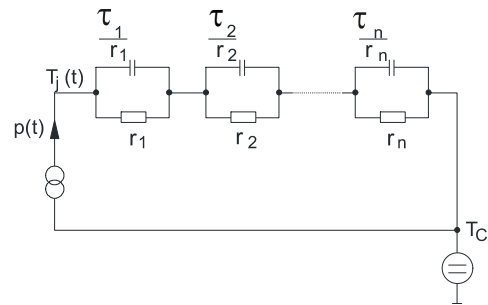 τ1 τ2 τn
r1 r2 rn
Tj (t)
p(t)
r1 r2 rn
TC